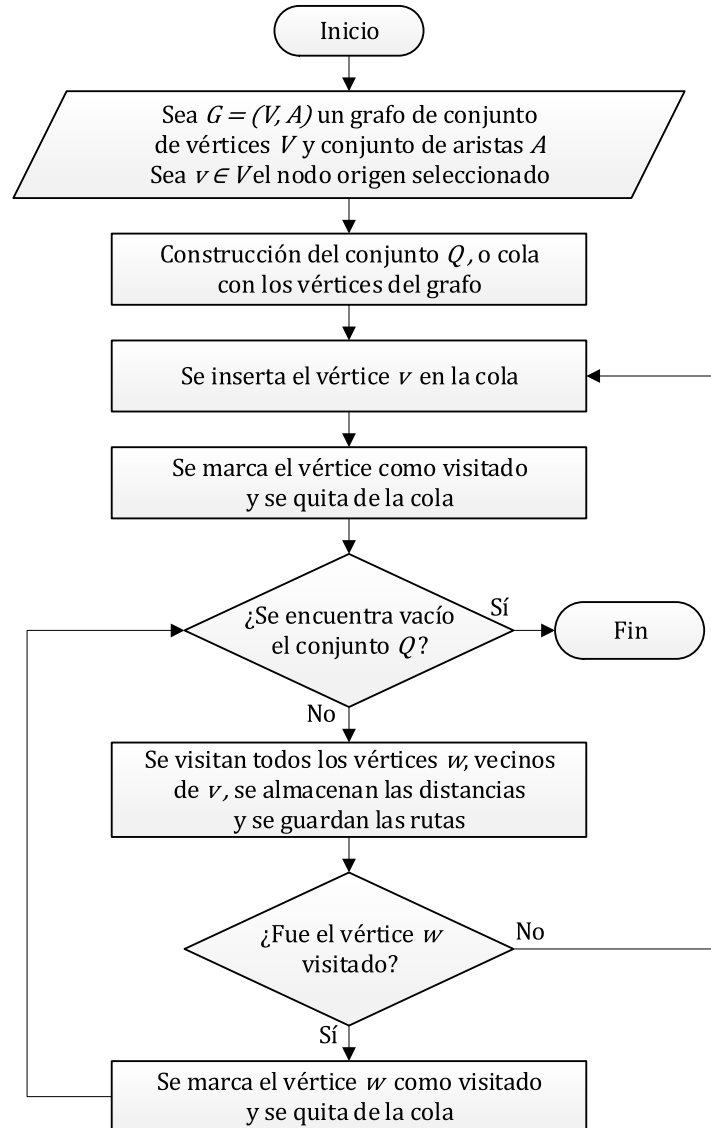 Inicio
Sea G = (V, A) un grafo de conjunto
de vértices V y conjunto de aristas A
Sea v ∈ V el nodo origen seleccionado
Construcción del conjunto Q, o cola
con los vértices del grafo
Se inserta el vértice v en la cola
Se marca el vértice como visitado
y se quita de la cola
¿Se encuentra vacío
el conjunto Q?
Sí
Fin
No
Se visitan todos los vértices w, vecinos
de v, se almacenan las distancias
y se guardan las rutas
¿Fue el vértice w
visitado?
No
Sí
Se marca el vértice w como visitado
y se quita de la cola